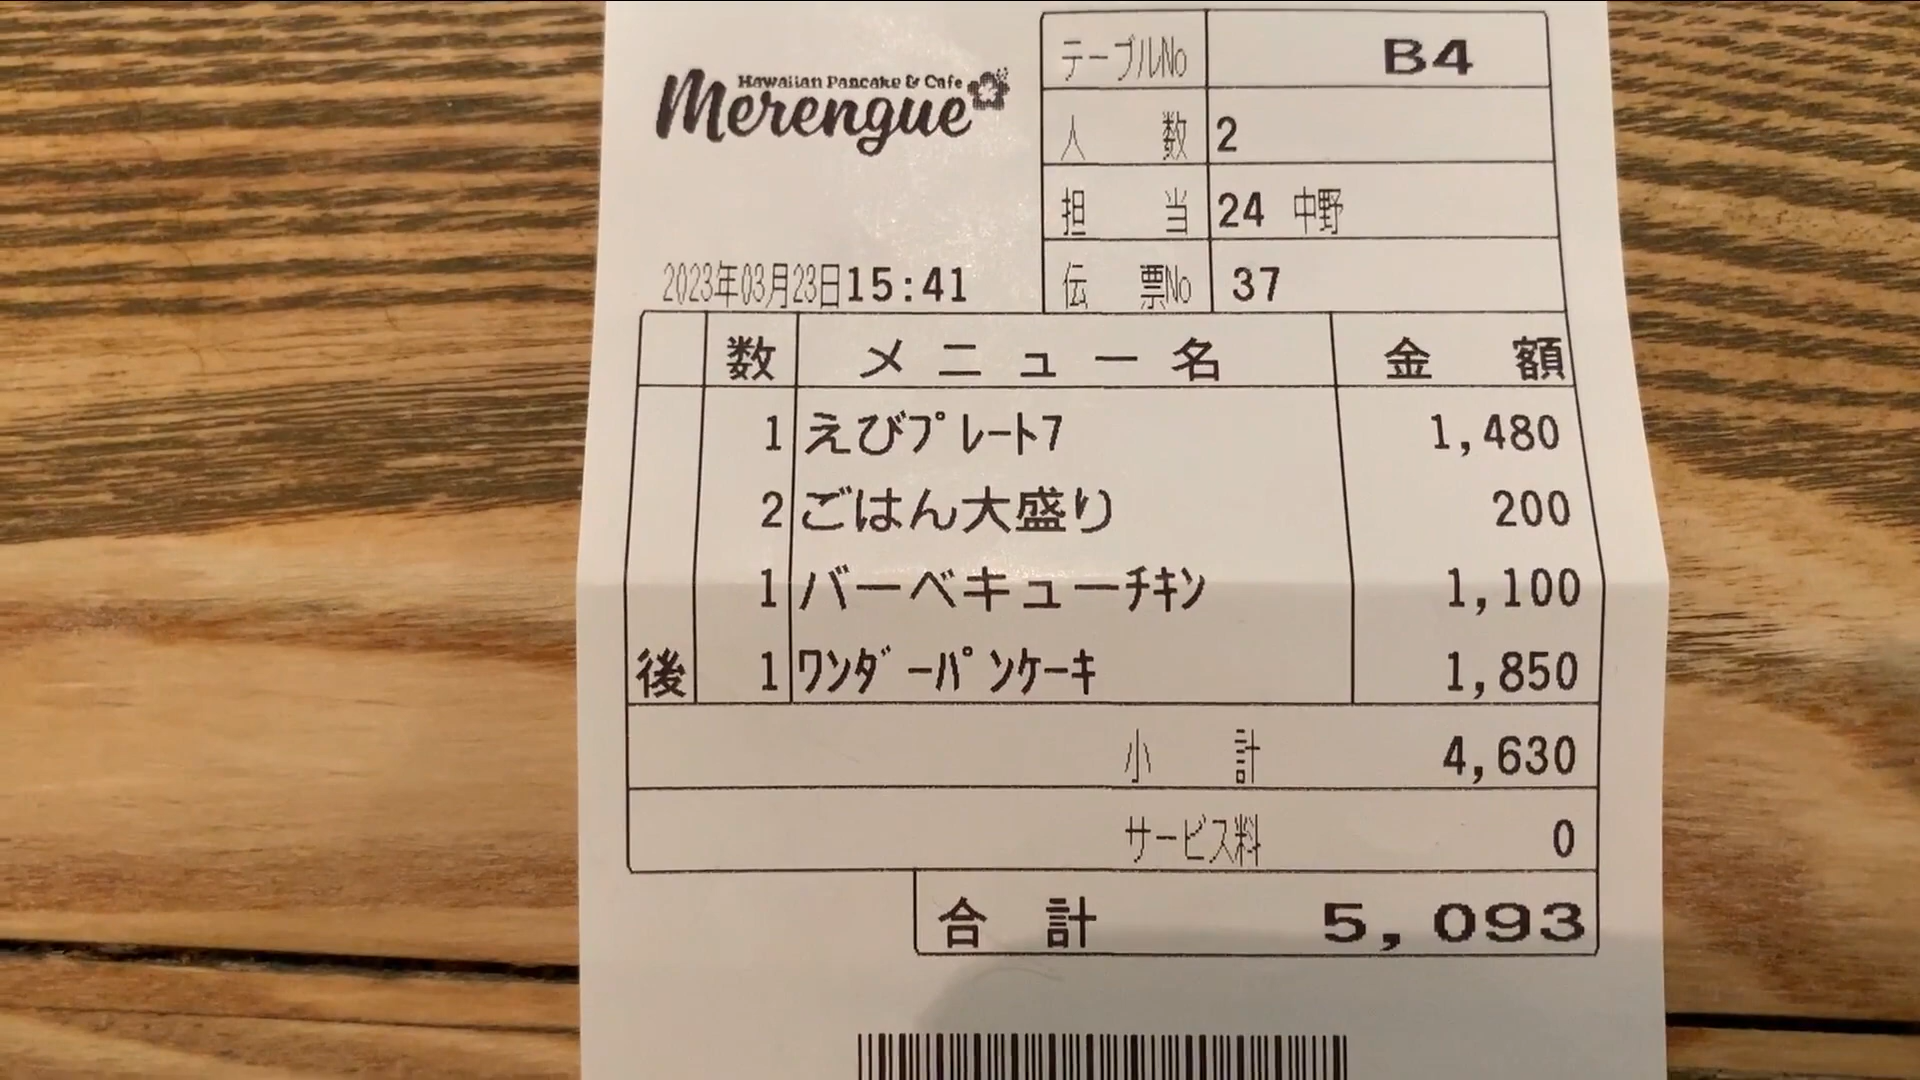 Hawaiian Pancake & Cafe
Merengue
テーブルNo B4
人数 2
担当 24 中野
2023年03月23日15:41
伝票No 37
数 メニュー名 金額
1 えびﾌﾟﾚｰﾄ7 1,480
2 ごはん大盛り 200
1 バーベキューﾁｷﾝ 1,100
後 1 ﾜﾝﾀﾞｰﾊﾟﾝｹｰｷ 1,850
小計 4,630
サービス料 0
合計 5,093